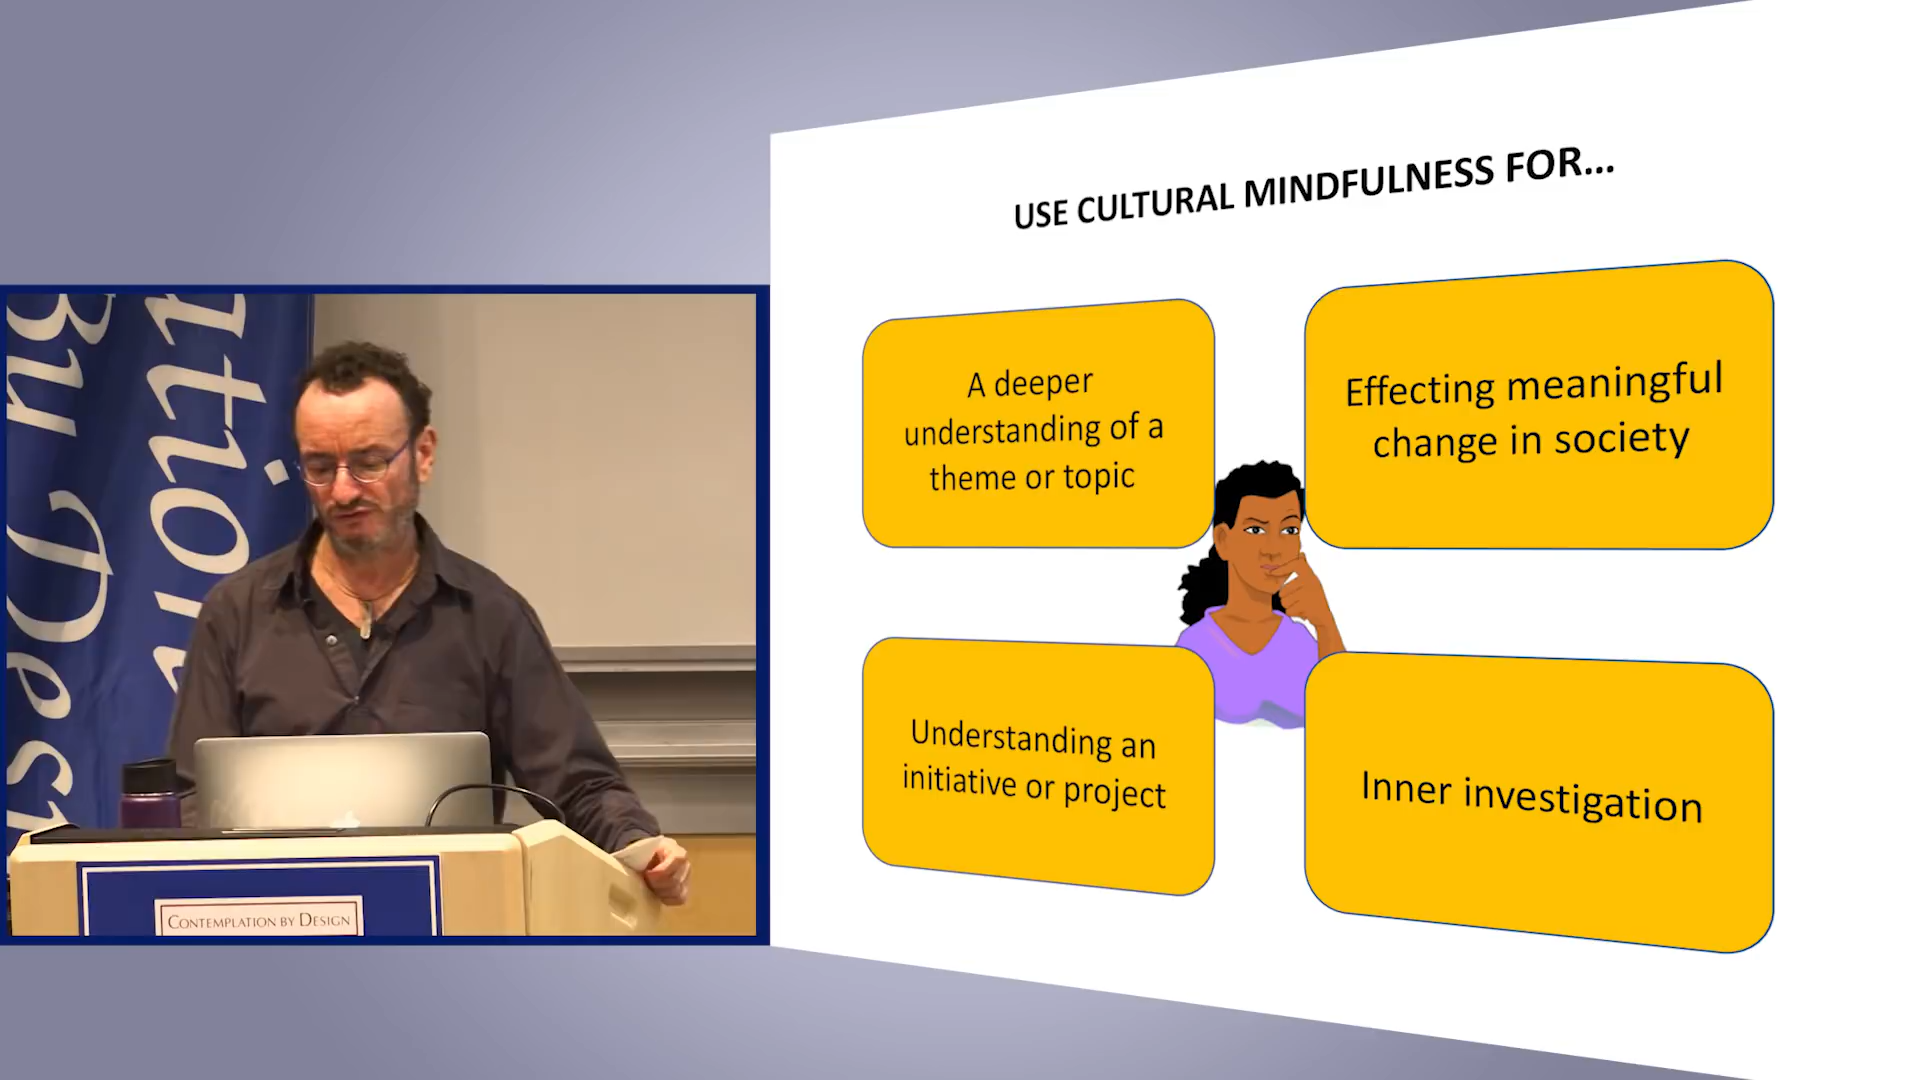 USE CULTURAL MINDFULNESS FOR...
A deeper
understanding of a
theme or topic
Effecting meaningful
change in society
Understanding an
initiative or project
Inner investigation
CONTEMPLATION BY DESIGN